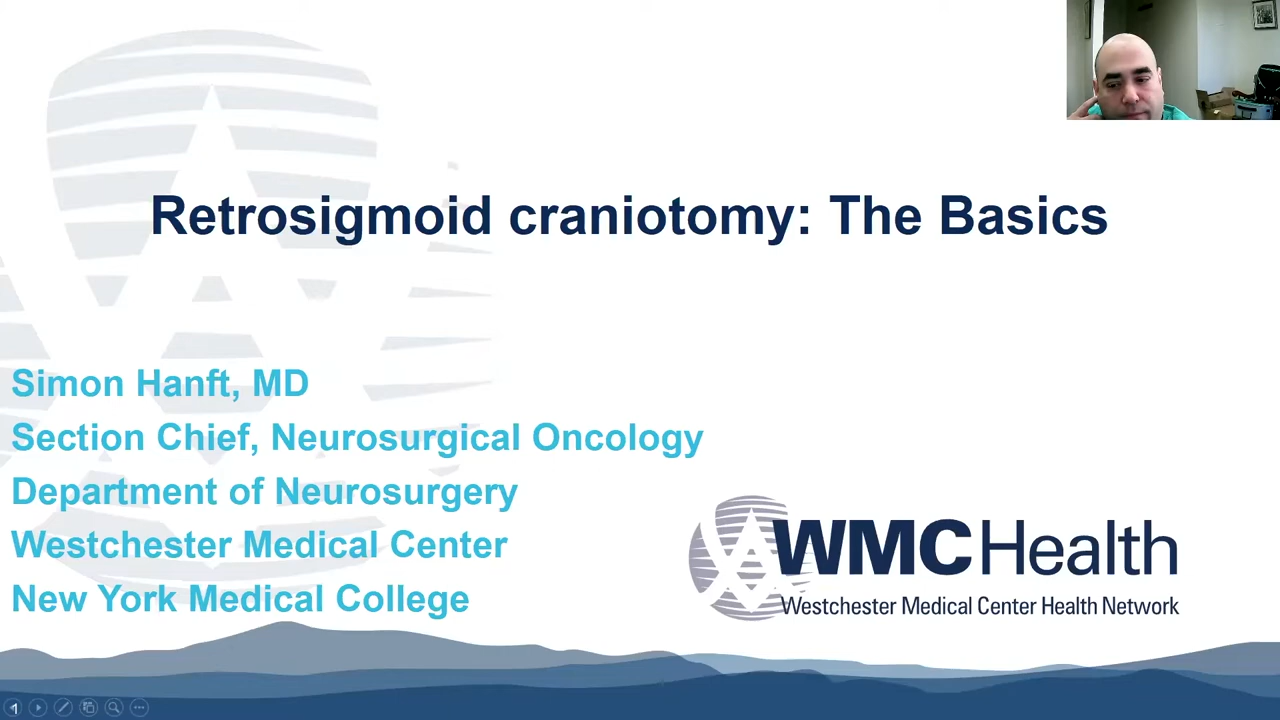 Retrosigmoid craniotomy: The Basics
Simon Hanft, MD
Section Chief, Neurosurgical Oncology
Department of Neurosurgery
Westchester Medical Center
New York Medical College
WMCHealth
Westchester Medical Center Health Network